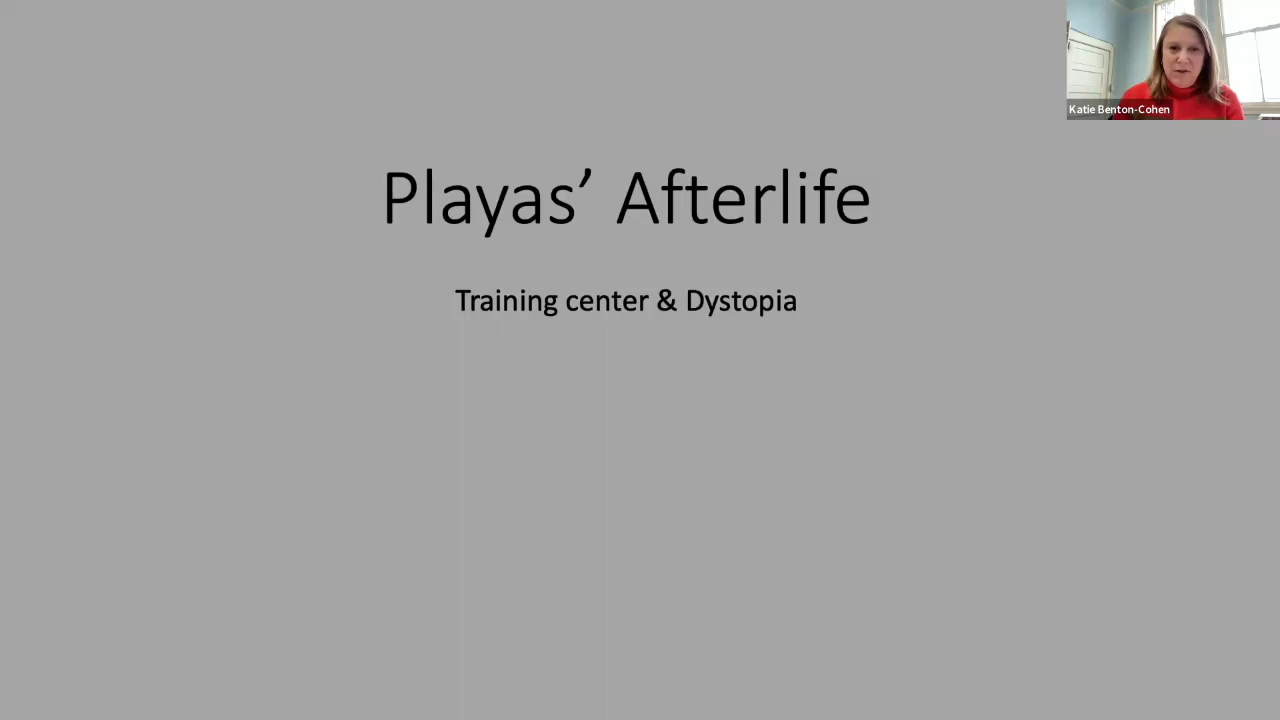 Katie Benton-Cohen
Playas’ Afterlife
Training center & Dystopia